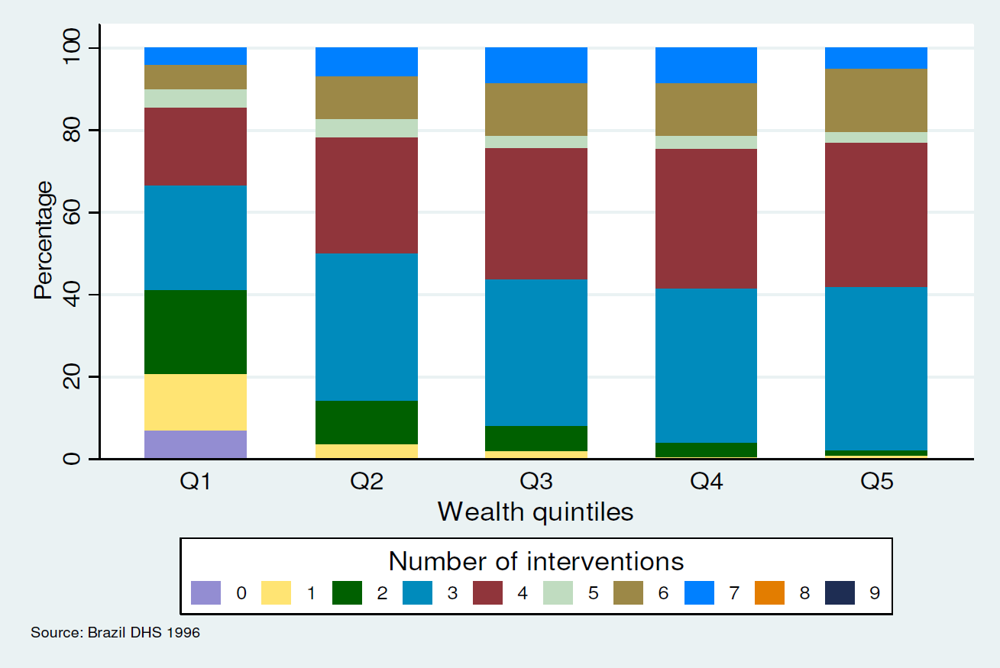 Percentage
100
80
60
40
20
0
Q1 Q2 Q3 Q4 Q5
Wealth quintiles
Number of interventions
0 1 2 3 4 5 6 7 8 9
Source: Brazil DHS 1996